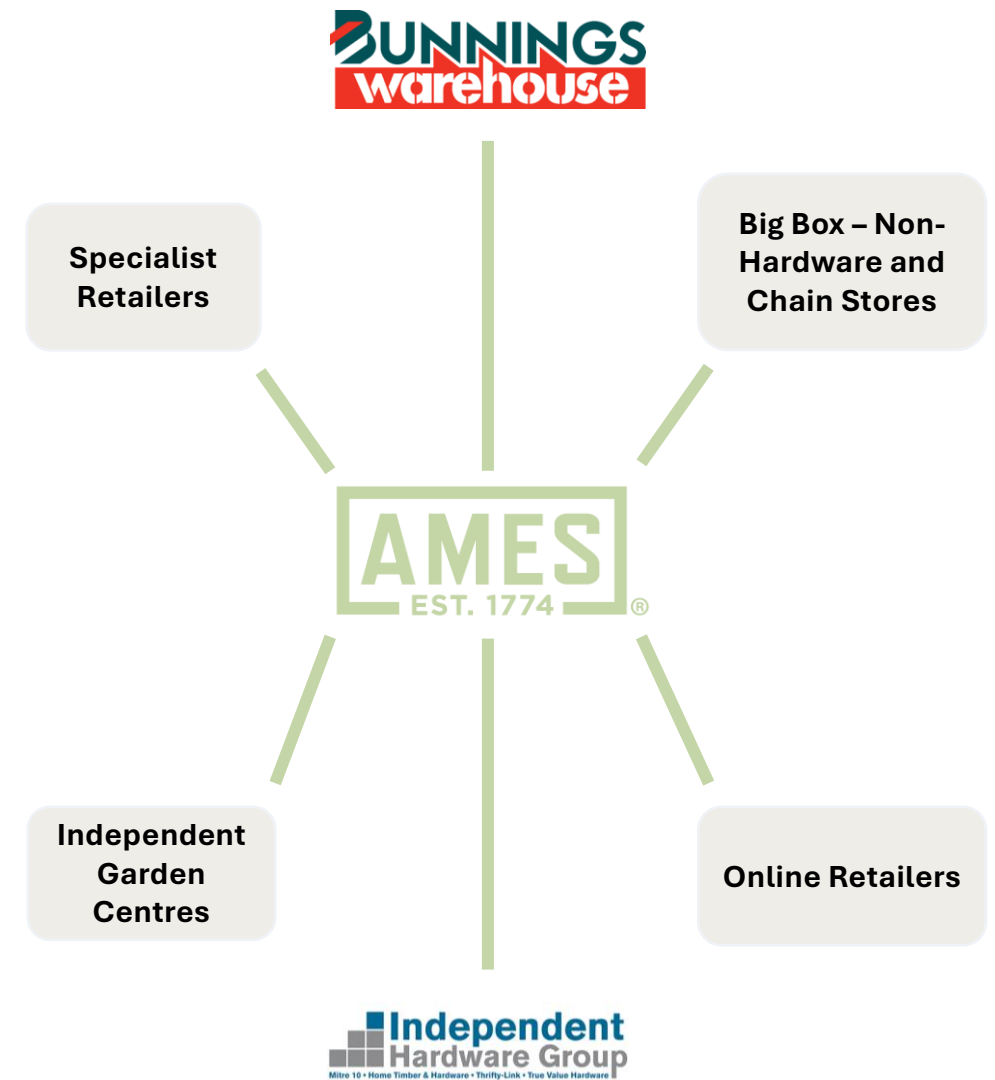 BUNNINGS
warehouse
Specialist
Retailers
Big Box – Non-
Hardware and
Chain Stores
AMES
EST. 1774
®
Independent
Garden
Centres
Online Retailers
Independent
Hardware Group
Mitre 10 • Home Timber & Hardware • Thrifty-Link • True Value Hardware